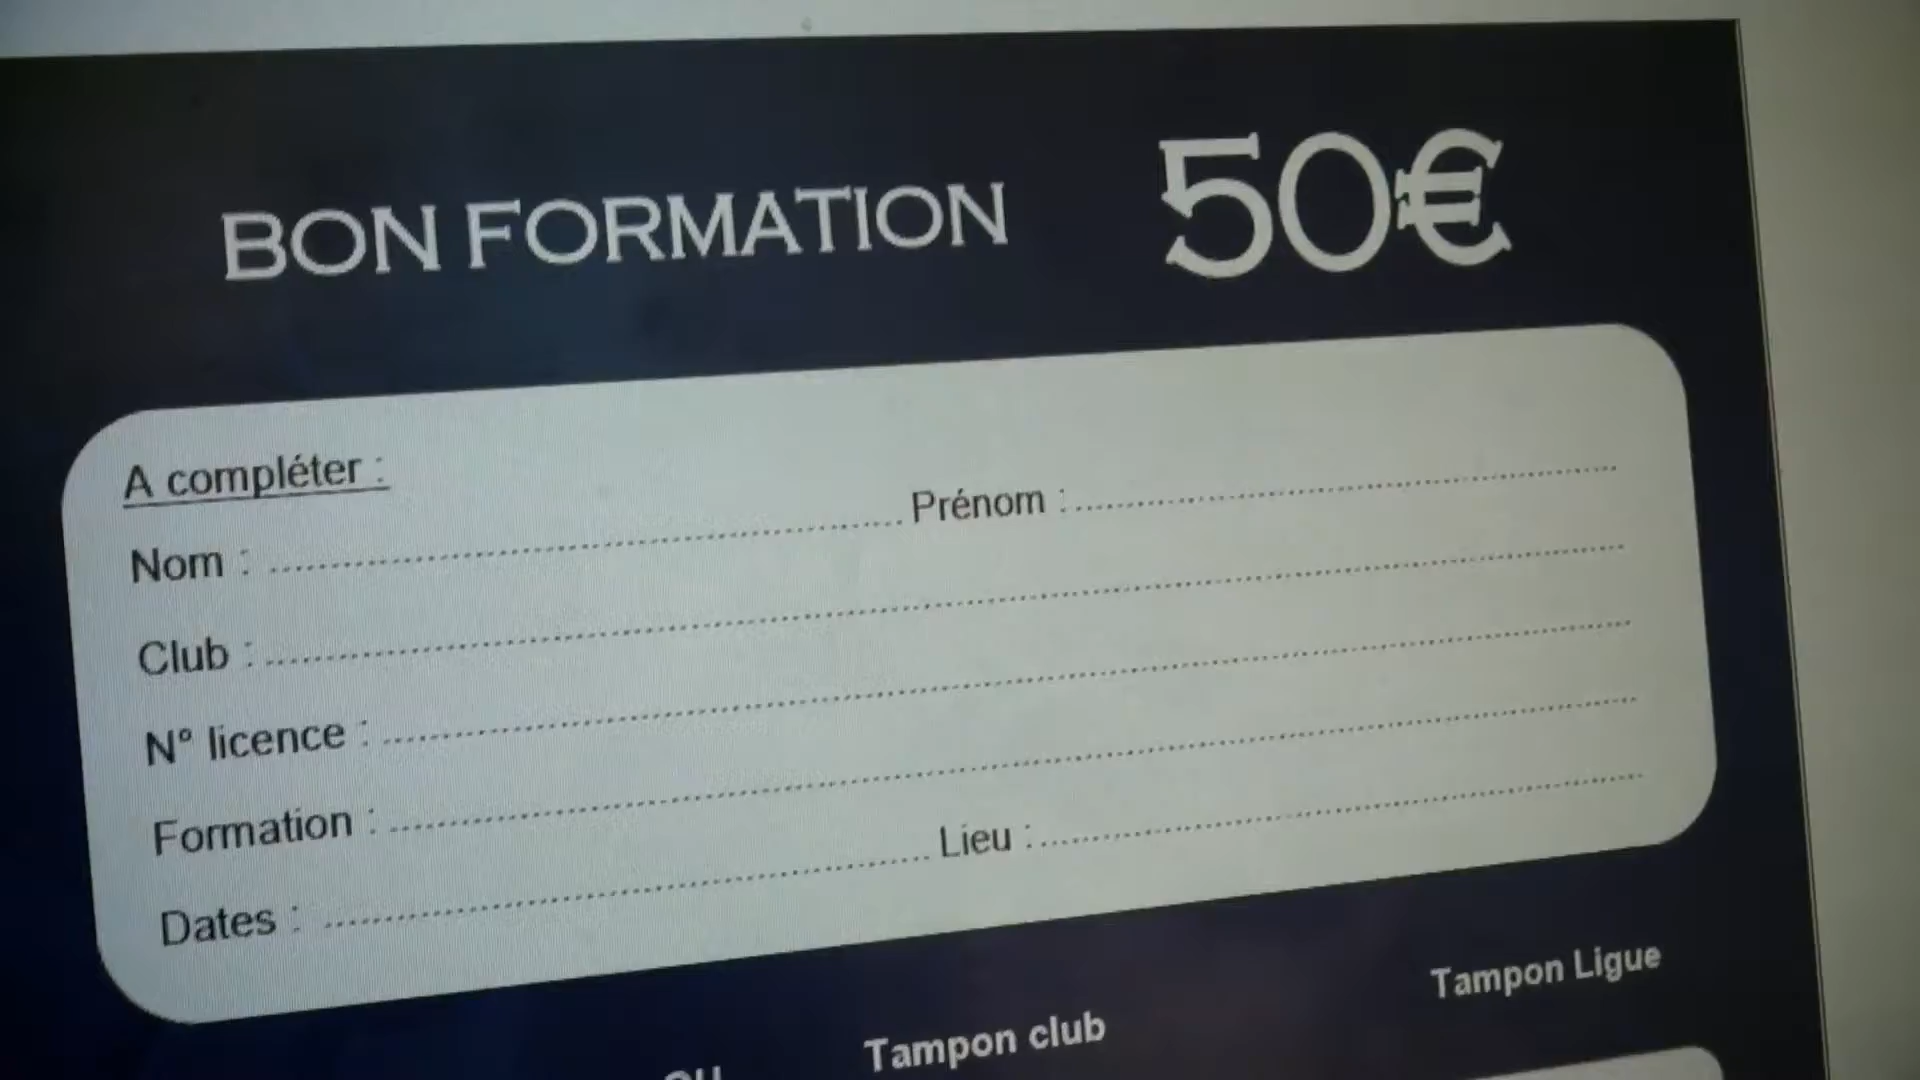 BON FORMATION 50€
A compléter :
Nom : Prénom :
Club :
N° licence :
Formation :
Dates : Lieu :
Tampon Ligue
Tampon club